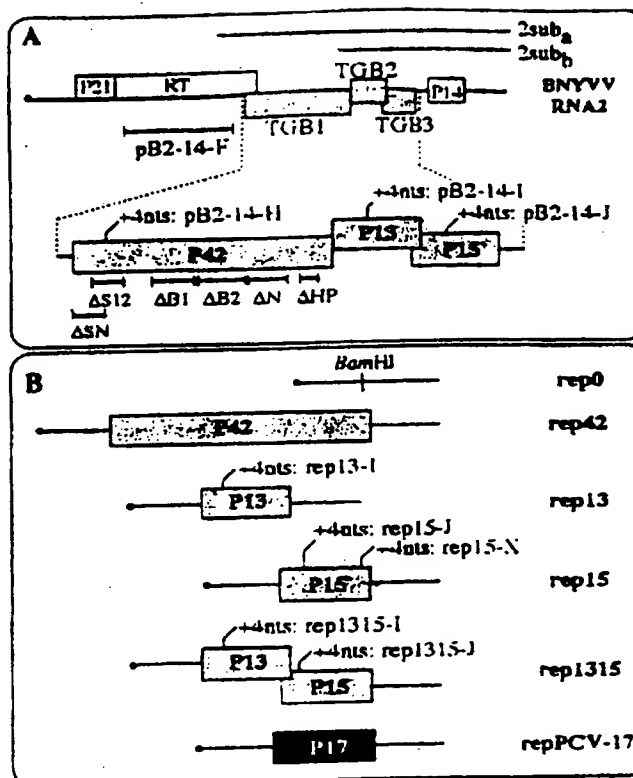 A
2sub_a
2sub_b
P21 RT TGB2 P14 BNYVV
RNA2
TGB1 TGB3
pB2-14-F
+4nts: pB2-14-I
+4nts: pB2-14-H +4nts: pB2-14-J
P42 P13 P15
ΔS12 ΔB1 ΔB2 ΔN ΔHP
ΔSN
B
BamHI
rep0
P42 rep42
+4nts: rep13-I
P13 rep13
+4nts: rep15-J
+4nts: rep15-X
P15 rep15
+4nts: rep1315-I
+4nts: rep1315-J
P13 P15 rep1315
P17 repPCV-17